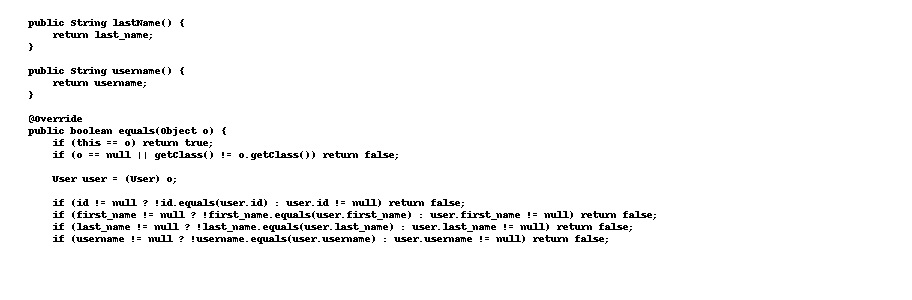 public String lastName() {
return last_name;
}
public String username() {
return username;
}
@Override
public boolean equals(Object o) {
if (this == o) return true;
if (o == null || getClass() != o.getClass()) return false;
User user = (User) o;
if (id != null ? !id.equals(user.id) : user.id != null) return false;
if (first_name != null ? !first_name.equals(user.first_name) : user.first_name != null) return false;
if (last_name != null ? !last_name.equals(user.last_name) : user.last_name != null) return false;
if (username != null ? !username.equals(user.username) : user.username != null) return false;